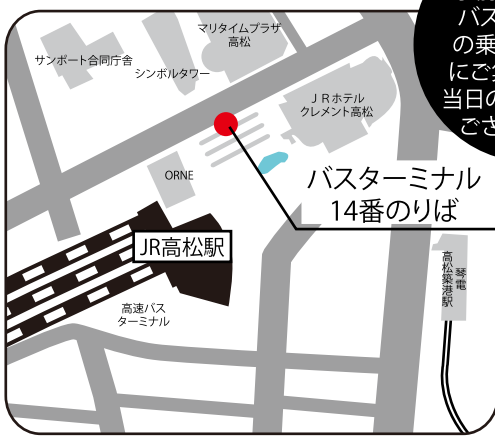 マリタイムプラザ
高松
サンポート合同庁舎
シンボルタワー
JRホテル
クレメント高松
バス
の乗
にご
当日の
ござ
ORNE
バスターミナル
14番のりば
JR高松駅
高速バス
ターミナル
琴電
高松築港駅